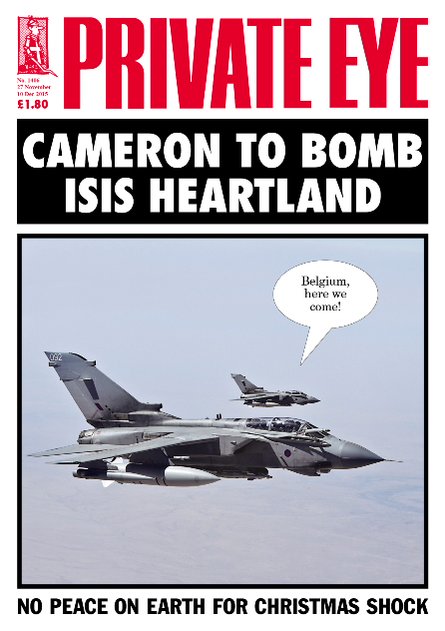 PRIVATE EYE
No. 1406
27 November
10 Dec 2015
£1.80
CAMERON TO BOMB
ISIS HEARTLAND
Belgium,
here we
come!
092
NO PEACE ON EARTH FOR CHRISTMAS SHOCK